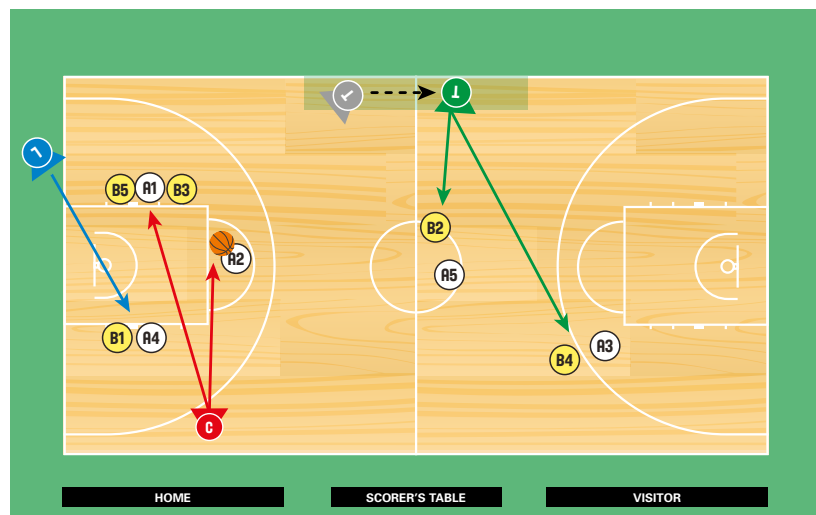 T
T
L
B5
A1
B3
B2
A2
A5
B1
A4
A3
B4
C
HOME
SCORER'S TABLE
VISITOR